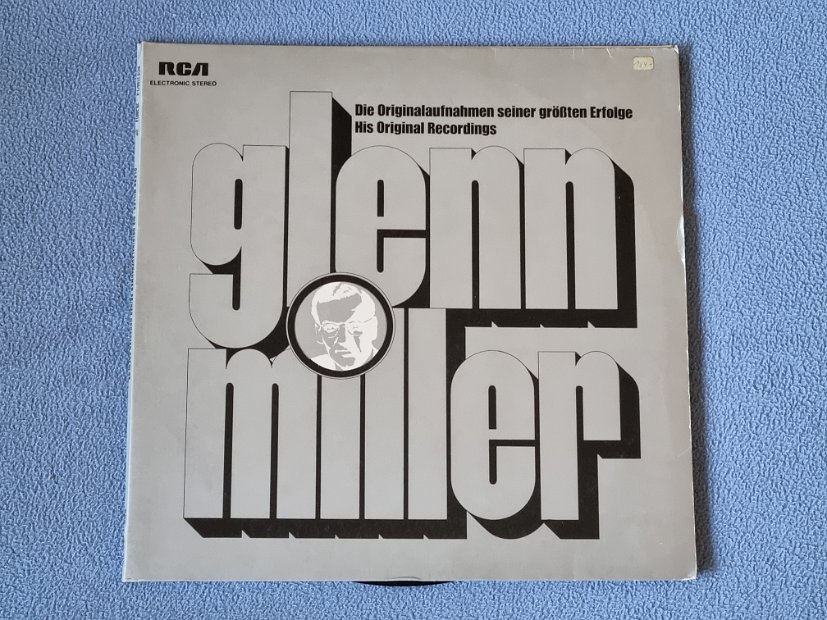 RCA
ELECTRONIC STEREO
Die Originalaufnahmen seiner größten Erfolge
His Original Recordings
glenn
miller